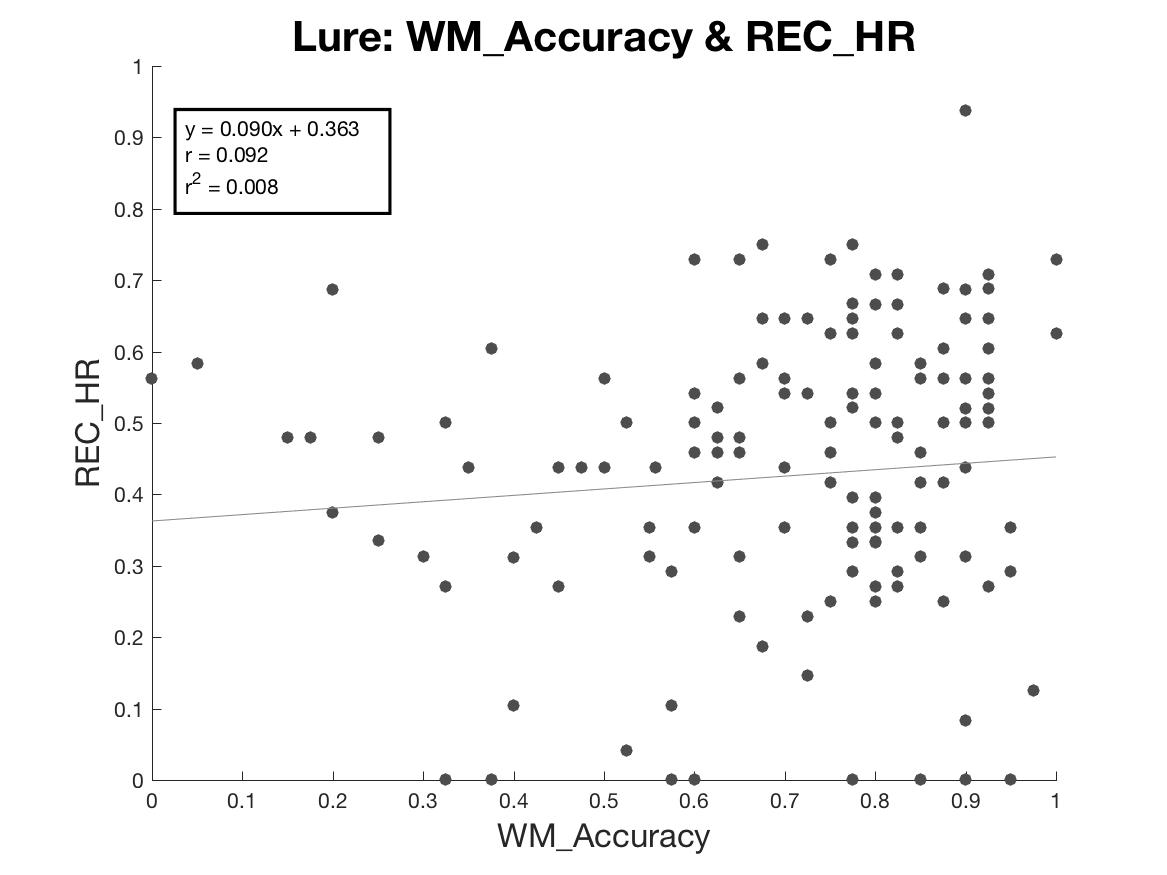 Lure: WM_Accuracy & REC_HR
1
0.9
0.8
0.7
0.6
0.5
0.4
0.3
0.2
0.1
0
y = 0.090x + 0.363
r = 0.092
r² = 0.008
REC_HR
0 0.1 0.2 0.3 0.4 0.5 0.6 0.7 0.8 0.9 1
WM_Accuracy